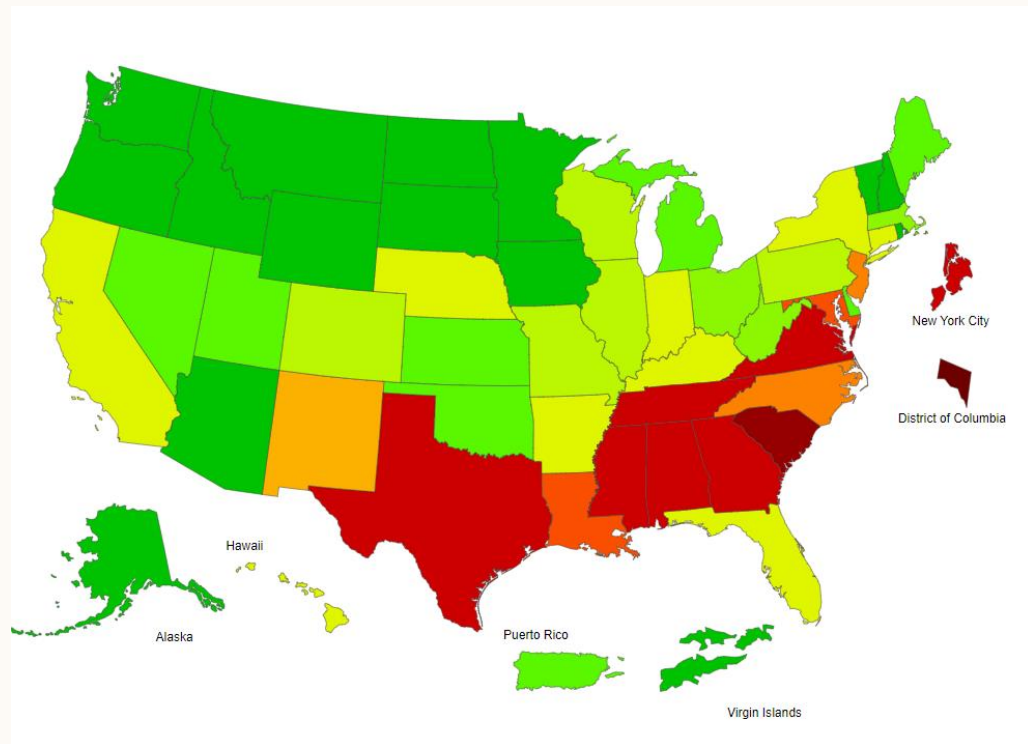 New York City
District of Columbia
Hawaii
Alaska
Puerto Rico
Virgin Islands